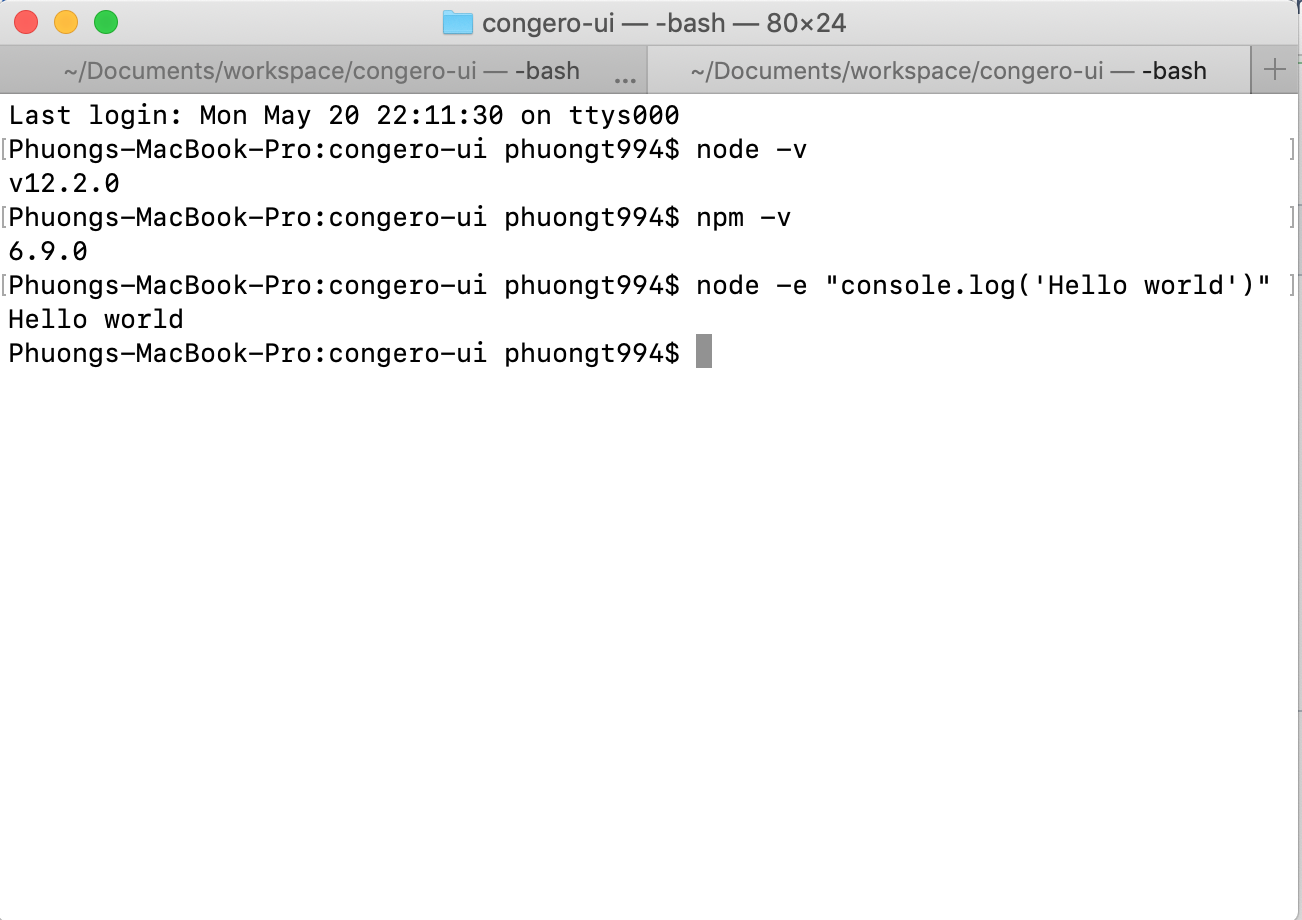 congero-ui — -bash — 80×24
~/Documents/workspace/congero-ui — -bash ... ~/Documents/workspace/congero-ui — -bash +
Last login: Mon May 20 22:11:30 on ttys000
[Phuongs-MacBook-Pro:congero-ui phuongt994$ node -v ]
v12.2.0
[Phuongs-MacBook-Pro:congero-ui phuongt994$ npm -v ]
6.9.0
[Phuongs-MacBook-Pro:congero-ui phuongt994$ node -e "console.log('Hello world')" ]
Hello world
Phuongs-MacBook-Pro:congero-ui phuongt994$